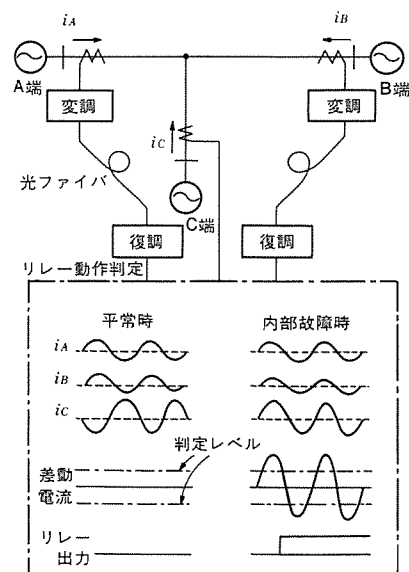 iA
iB
A端
B端
変調
変調
iC
光ファイバ
C端
復調
復調
リレー動作判定
平常時
内部故障時
iA
iB
iC
判定レベル
差動
電流
リレー
出力